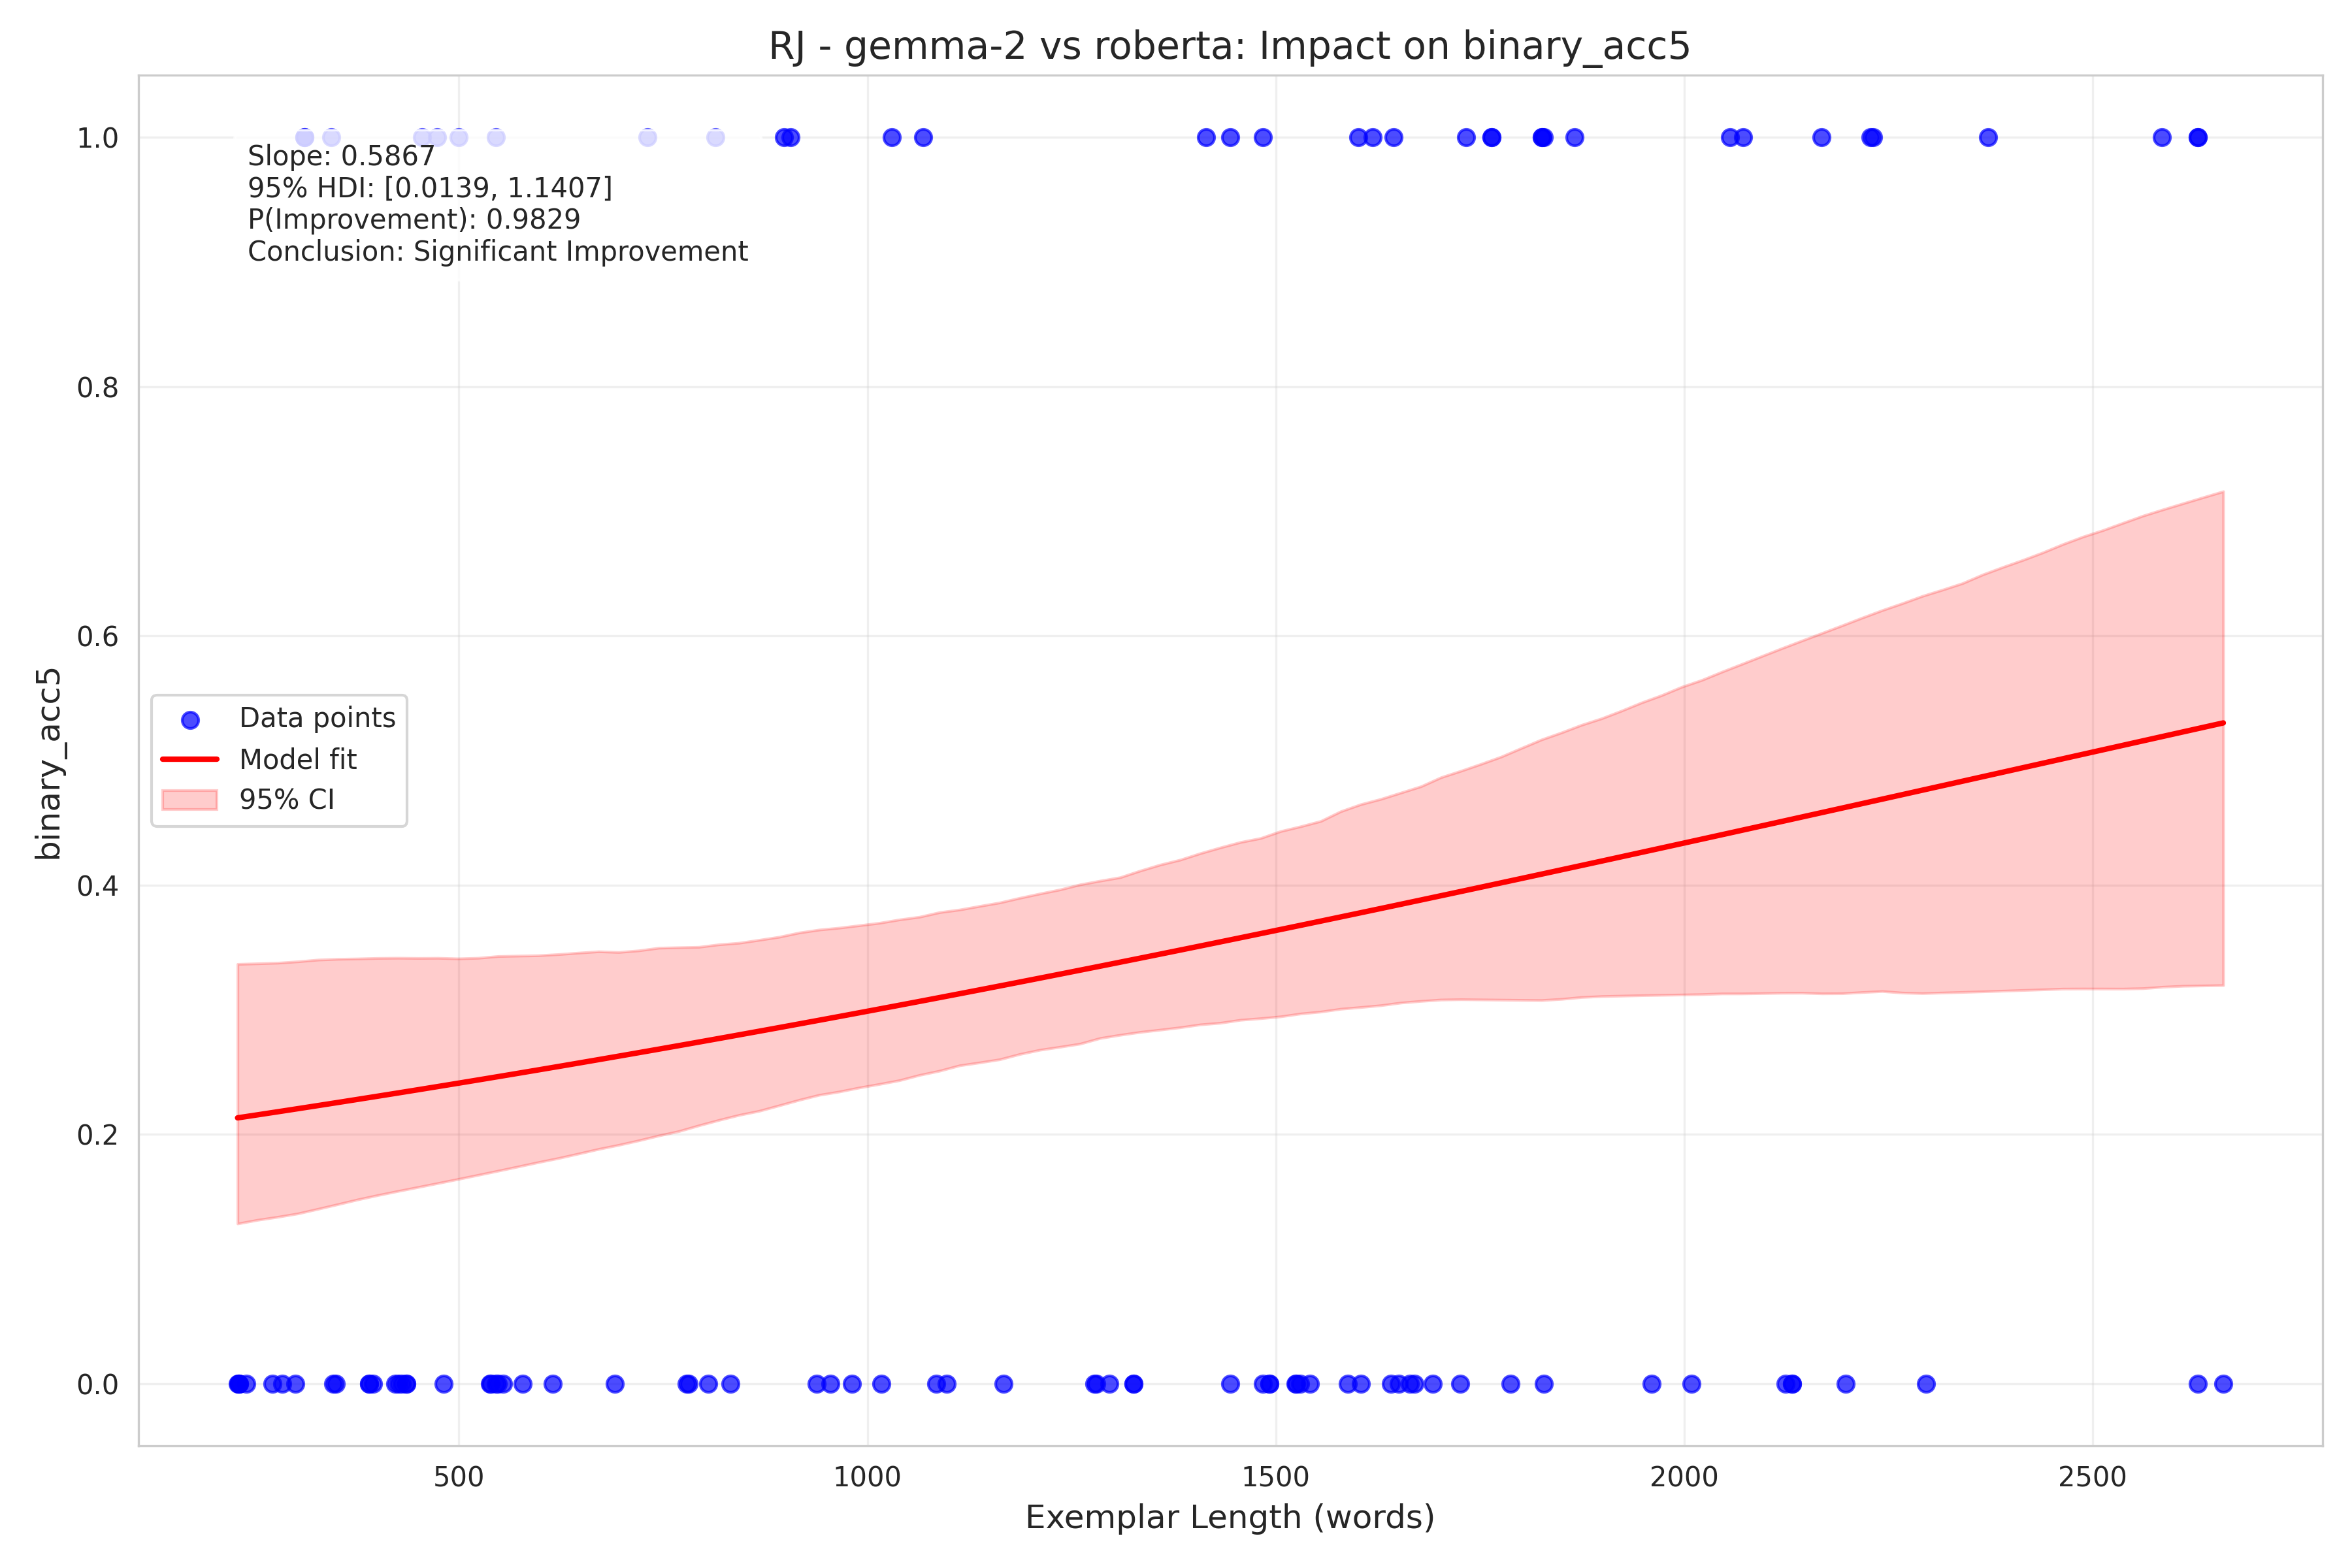 RJ - gemma-2 vs roberta: Impact on binary_acc5
1.0
0.8
0.6
0.4
0.2
0.0
binary_acc5
Slope: 0.5867
95% HDI: [0.0139, 1.1407]
P(Improvement): 0.9829
Conclusion: Significant Improvement
Data points
Model fit
95% CI
500 1000 1500 2000 2500
Exemplar Length (words)